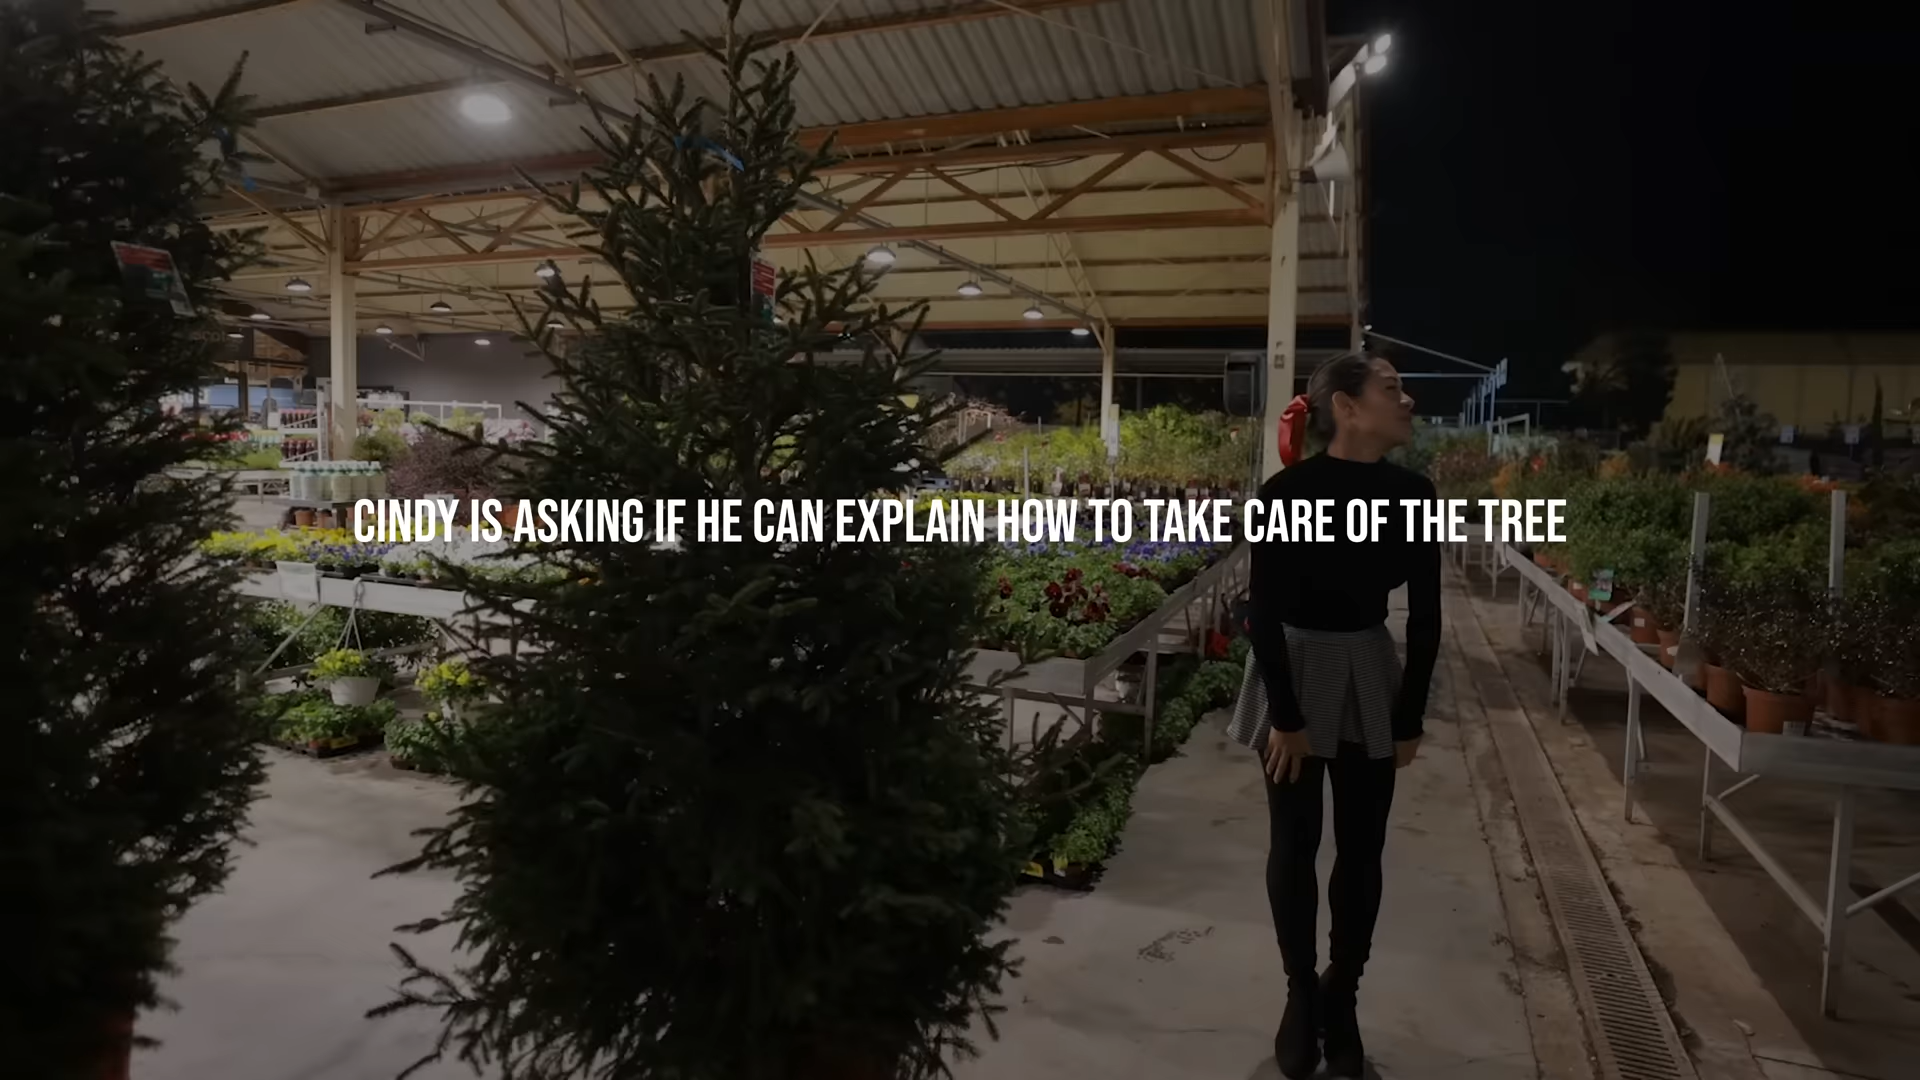 CINDY IS ASKING IF HE CAN EXPLAIN HOW TO TAKE CARE OF THE TREE